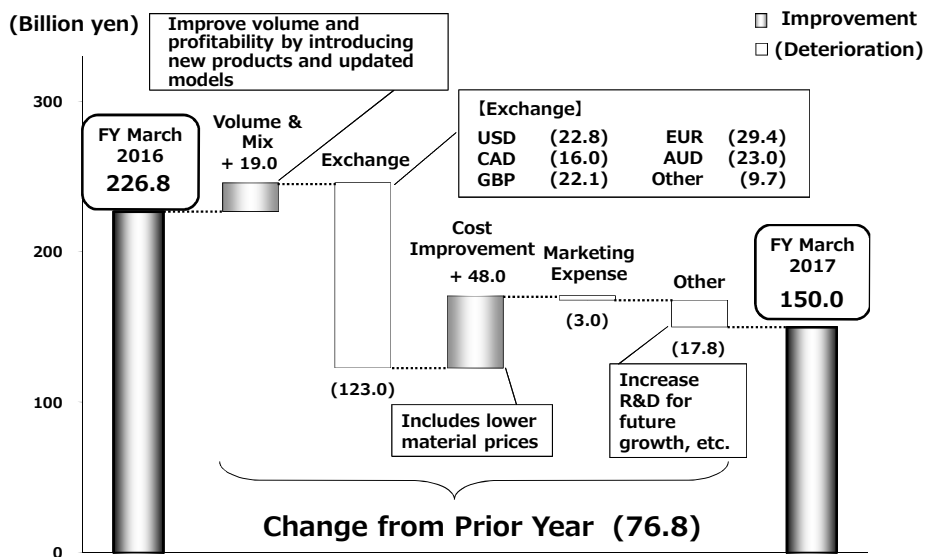 (Billion yen)
Improve volume and
profitability by introducing
new products and updated
models
Improvement
(Deterioration)
300
200
100
0
FY March
2016
226.8
Volume &
Mix
+ 19.0
Exchange
(123.0)
【Exchange】
USD (22.8) EUR (29.4)
CAD (16.0) AUD (23.0)
GBP (22.1) Other (9.7)
Cost
Improvement
+ 48.0
Includes lower
material prices
Marketing
Expense
(3.0)
Other
(17.8)
Increase
R&D for
future
growth, etc.
FY March
2017
150.0
Change from Prior Year (76.8)